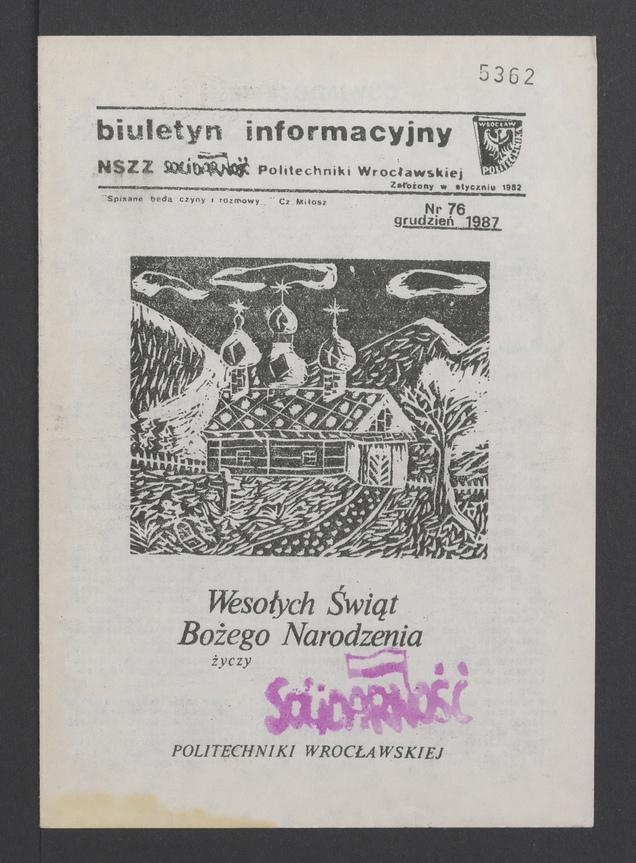 5362
biuletyn informacyjny
WROCŁAW
POLITECHNIKA
NSZZ SOLIDARNOŚĆ Politechniki Wrocławskiej
Założony w styczniu 1982
"Spisane będą czyny i rozmowy..." Cz. Miłosz
Nr 76
grudzień 1987
Wesołych Świąt
Bożego Narodzenia
życzy
SOLIDARNOŚĆ
POLITECHNIKI WROCŁAWSKIEJ